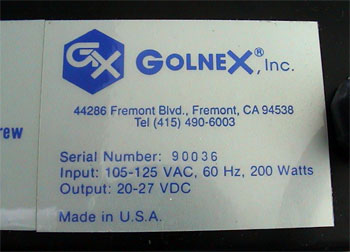 GX GOLNEX®, Inc.
44286 Fremont Blvd., Fremont, CA 94538
Tel (415) 490-6003
rew
Serial Number: 90036
Input: 105-125 VAC, 60 Hz, 200 Watts
Output: 20-27 VDC
Made in U.S.A.